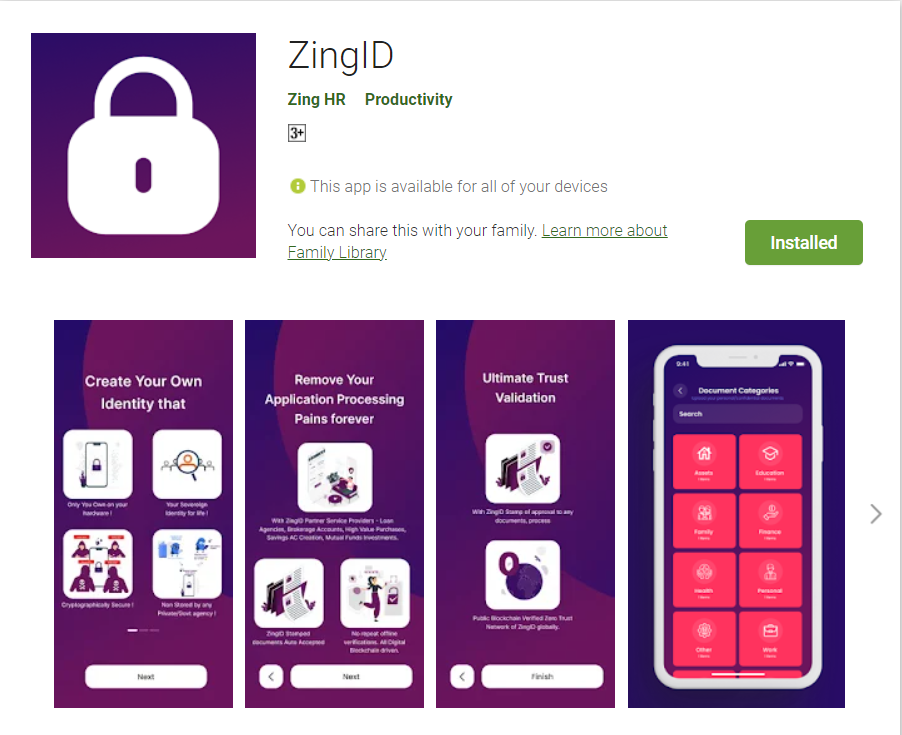 ZingID
Zing HR Productivity
3+
This app is available for all of your devices
You can share this with your family. Learn more about
Family Library
Installed
Create Your Own
Identity that
Only You Own on your
hardware !
Your Sovereign
Identity for life !
Cryptographically Secure !
Non Stored by any
Private/Govt agency !
Next
Remove Your
Application Processing
Pains forever
With ZingID Partner Service Providers - Loan
Agencies, Brokerage Accounts, High Value Purchases,
Savings AC Creation, Mutual Funds Investments.
ZingID Stamped
documents Auto Accepted
No-repeat offline
verifications. All Digital
Blockchain driven.
Next
Ultimate Trust
Validation
With ZingID Stamp of approval to any
documents, process
Public Blockchain Verified Zero Trust
Network of ZingID globally.
Finish
9:41
Document Categories
Search
Assets
Education
Family
Finance
Health
Personal
Other
Work